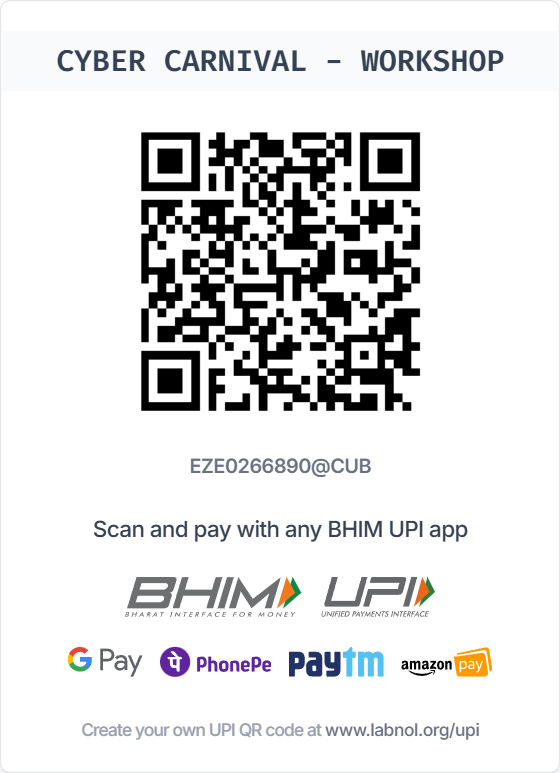 CYBER CARNIVAL - WORKSHOP
EZE0266890@CUB
Scan and pay with any BHIM UPI app
BHIM UPI
BHARAT INTERFACE FOR MONEY UNIFIED PAYMENTS INTERFACE
G Pay पे PhonePe paytm amazon pay
Create your own UPI QR code at www.labnol.org/upi